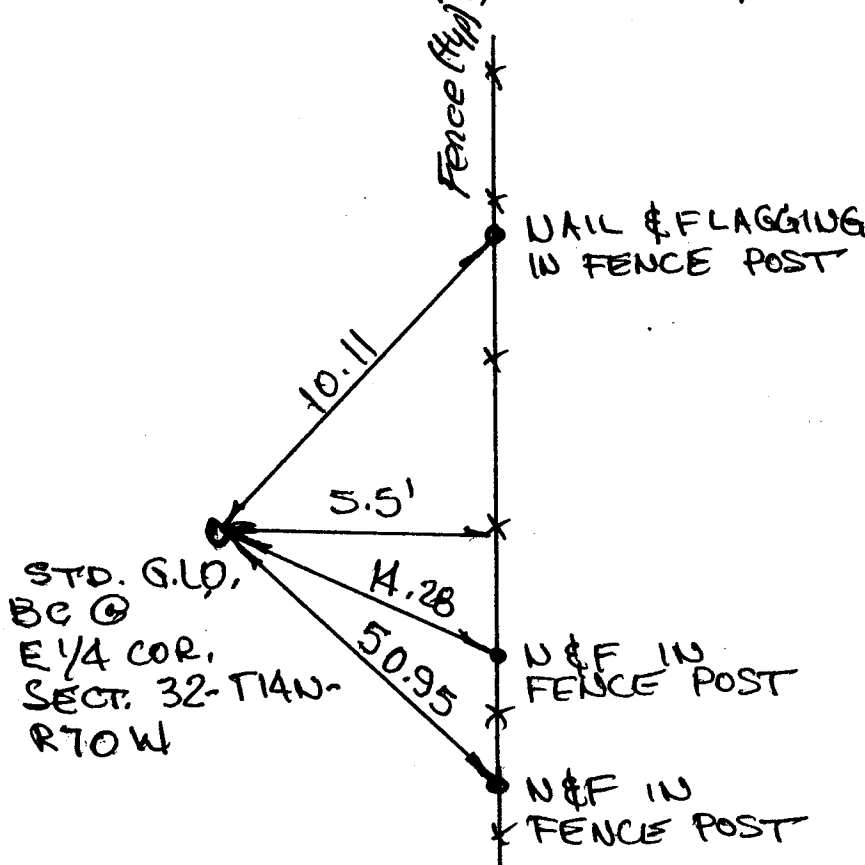 Fence (typ)
NAIL & FLAGGING
IN FENCE POST
10.11
5.5'
14.28
50.95
STD. G.L.O.
BC @
E 1/4 COR.
SECT. 32-T14N-
R70W
N&F IN
FENCE POST
N&F IN
FENCE POST